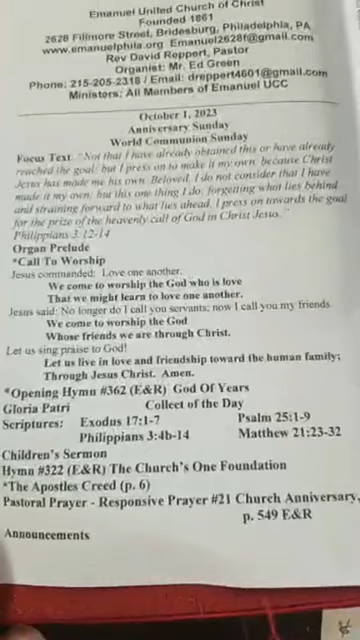 Emanuel United Church of Christ
Founded 1861
2628 Fillmore Street, Bridesburg, Philadelphia, PA
www.emanuelphila.org Emanuel2628f@gmail.com
Rev David Reppert, Pastor
Organist: Mr. Ed Green
Phone: 215-205-2318 / Email: dreppert4601@gmail.com
Ministers: All Members of Emanuel UCC
October 1, 2023
Anniversary Sunday
World Communion Sunday
Focus Text: "Not that I have already obtained this or have already
reached the goal; but I press on to make it my own, because Christ
Jesus has made me his own. Beloved, I do not consider that I have
made it my own; but this one thing I do: forgetting what lies behind
and straining forward to what lies ahead, I press on towards the goal
for the prize of the heavenly call of God in Christ Jesus."
Philippians 3:12-14
Organ Prelude
*Call To Worship
Jesus commanded: Love one another.
We come to worship the God who is love
That we might learn to love one another.
Jesus said: No longer do I call you servants; now I call you my friends.
We come to worship the God
Whose friends we are through Christ.
Let us sing praise to God!
Let us live in love and friendship toward the human family;
Through Jesus Christ. Amen.
*Opening Hymn #362 (E&R) God Of Years
Gloria Patri Collect of the Day
Scriptures: Exodus 17:1-7 Psalm 25:1-9
Philippians 3:4b-14 Matthew 21:23-32
Children's Sermon
Hymn #322 (E&R) The Church's One Foundation
*The Apostles Creed (p. 6)
Pastoral Prayer - Responsive Prayer #21 Church Anniversary,
p. 549 E&R
Announcements